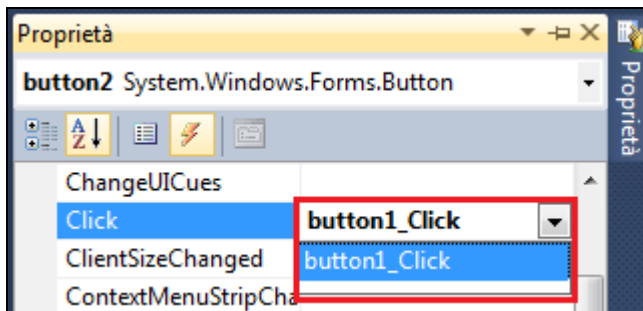 Proprietà
button2 System.Windows.Forms.Button
Proprietà
ChangeUICues
Click button1_Click
button1_Click
ClientSizeChanged
ContextMenuStripCha